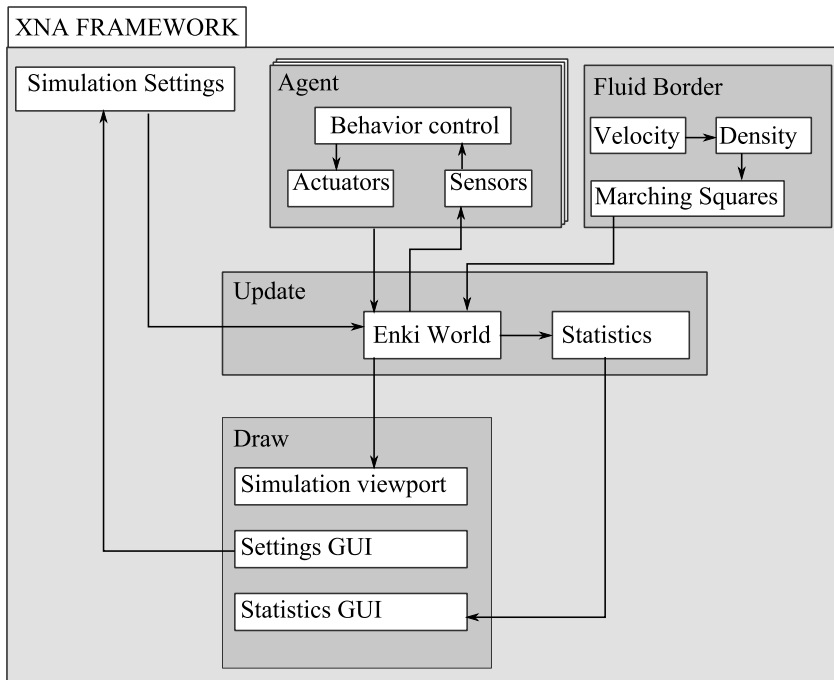 XNA FRAMEWORK
Simulation Settings
Agent
Behavior control
Actuators
Sensors
Fluid Border
Velocity
Density
Marching Squares
Update
Enki World
Statistics
Draw
Simulation viewport
Settings GUI
Statistics GUI